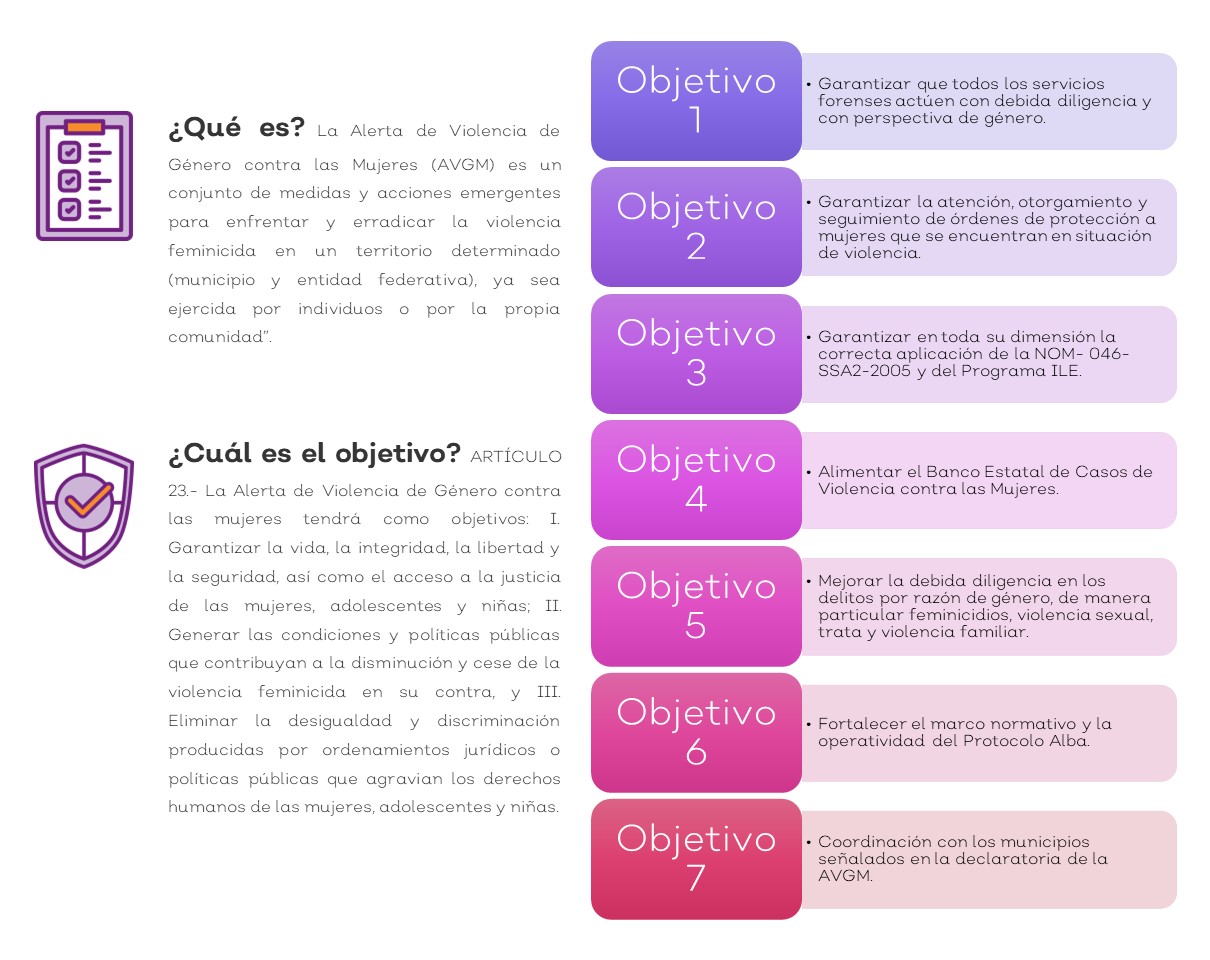 ¿Qué es? La Alerta de Violencia de
Género contra las Mujeres (AVGM) es un
conjunto de medidas y acciones emergentes
para enfrentar y erradicar la violencia
feminicida en un territorio determinado
(municipio y entidad federativa), ya sea
ejercida por individuos o por la propia
comunidad”.
¿Cuál es el objetivo? ARTÍCULO
23.- La Alerta de Violencia de Género contra
las mujeres tendrá como objetivos: I.
Garantizar la vida, la integridad, la libertad y
la seguridad, así como el acceso a la justicia
de las mujeres, adolescentes y niñas; II.
Generar las condiciones y políticas públicas
que contribuyan a la disminución y cese de la
violencia feminicida en su contra, y III.
Eliminar la desigualdad y discriminación
producidas por ordenamientos jurídicos o
políticas públicas que agravian los derechos
humanos de las mujeres, adolescentes y niñas.
Objetivo
1
• Garantizar que todos los servicios
forenses actúen con debida diligencia y
con perspectiva de género.
Objetivo
2
• Garantizar la atención, otorgamiento y
seguimiento de órdenes de protección a
mujeres que se encuentran en situación
de violencia.
Objetivo
3
• Garantizar en toda su dimensión la
correcta aplicación de la NOM- 046-
SSA2-2005 y del Programa ILE.
Objetivo
4
• Alimentar el Banco Estatal de Casos de
Violencia contra las Mujeres.
Objetivo
5
• Mejorar la debida diligencia en los
delitos por razón de género, de manera
particular feminicidios, violencia sexual,
trata y violencia familiar.
Objetivo
6
• Fortalecer el marco normativo y la
operatividad del Protocolo Alba.
Objetivo
7
• Coordinación con los municipios
señalados en la declaratoria de la
AVGM.